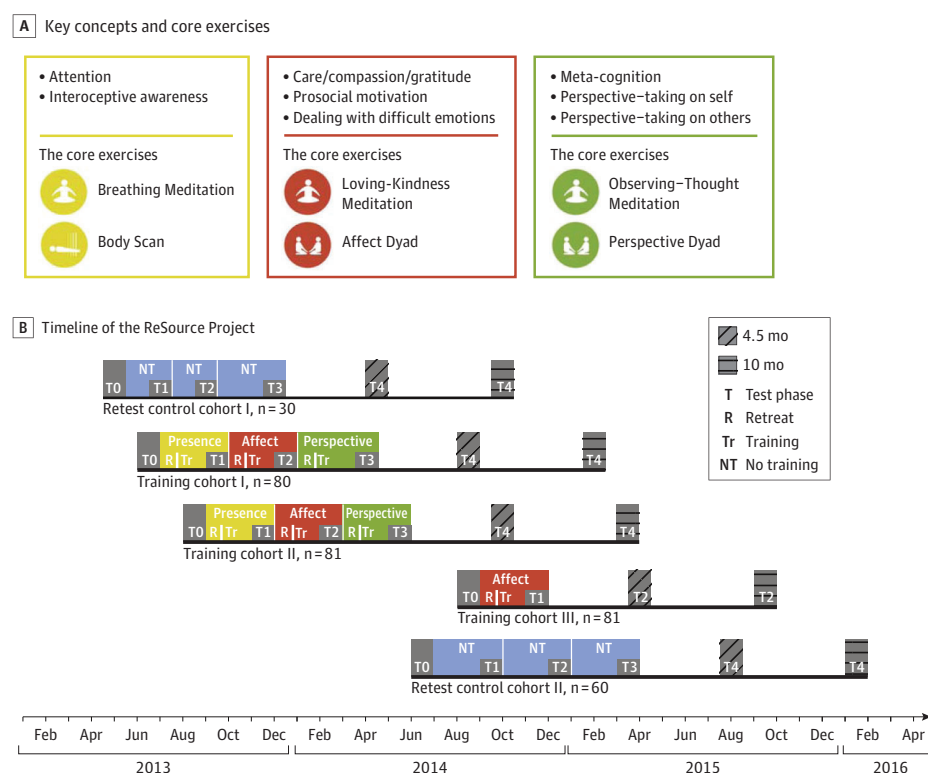 A Key concepts and core exercises
• Attention
• Interoceptive awareness
The core exercises
Breathing Meditation
Body Scan
• Care/compassion/gratitude
• Prosocial motivation
• Dealing with difficult emotions
The core exercises
Loving-Kindness
Meditation
Affect Dyad
• Meta-cognition
• Perspective-taking on self
• Perspective-taking on others
The core exercises
Observing-Thought
Meditation
Perspective Dyad
B Timeline of the ReSource Project
4.5 mo
10 mo
T Test phase
R Retreat
Tr Training
NT No training
NT NT NT
T0 T1 T2 T3 T4 T4
Retest control cohort I, n=30
Presence Affect Perspective
T0 R Tr T1 R Tr T2 R Tr T3 T4 T4
Training cohort I, n=80
Presence Affect Perspective
T0 R Tr T1 R Tr T2 R Tr T3 T4 T4
Training cohort II, n=81
Affect
T0 R Tr T1 T2 T2
Training cohort III, n=81
NT NT NT
T0 T1 T2 T3 T4 T4
Retest control cohort II, n=60
Feb Apr Jun Aug Oct Dec Feb Apr Jun Aug Oct Dec Feb Apr Jun Aug Oct Dec Feb Apr
2013 2014 2015 2016